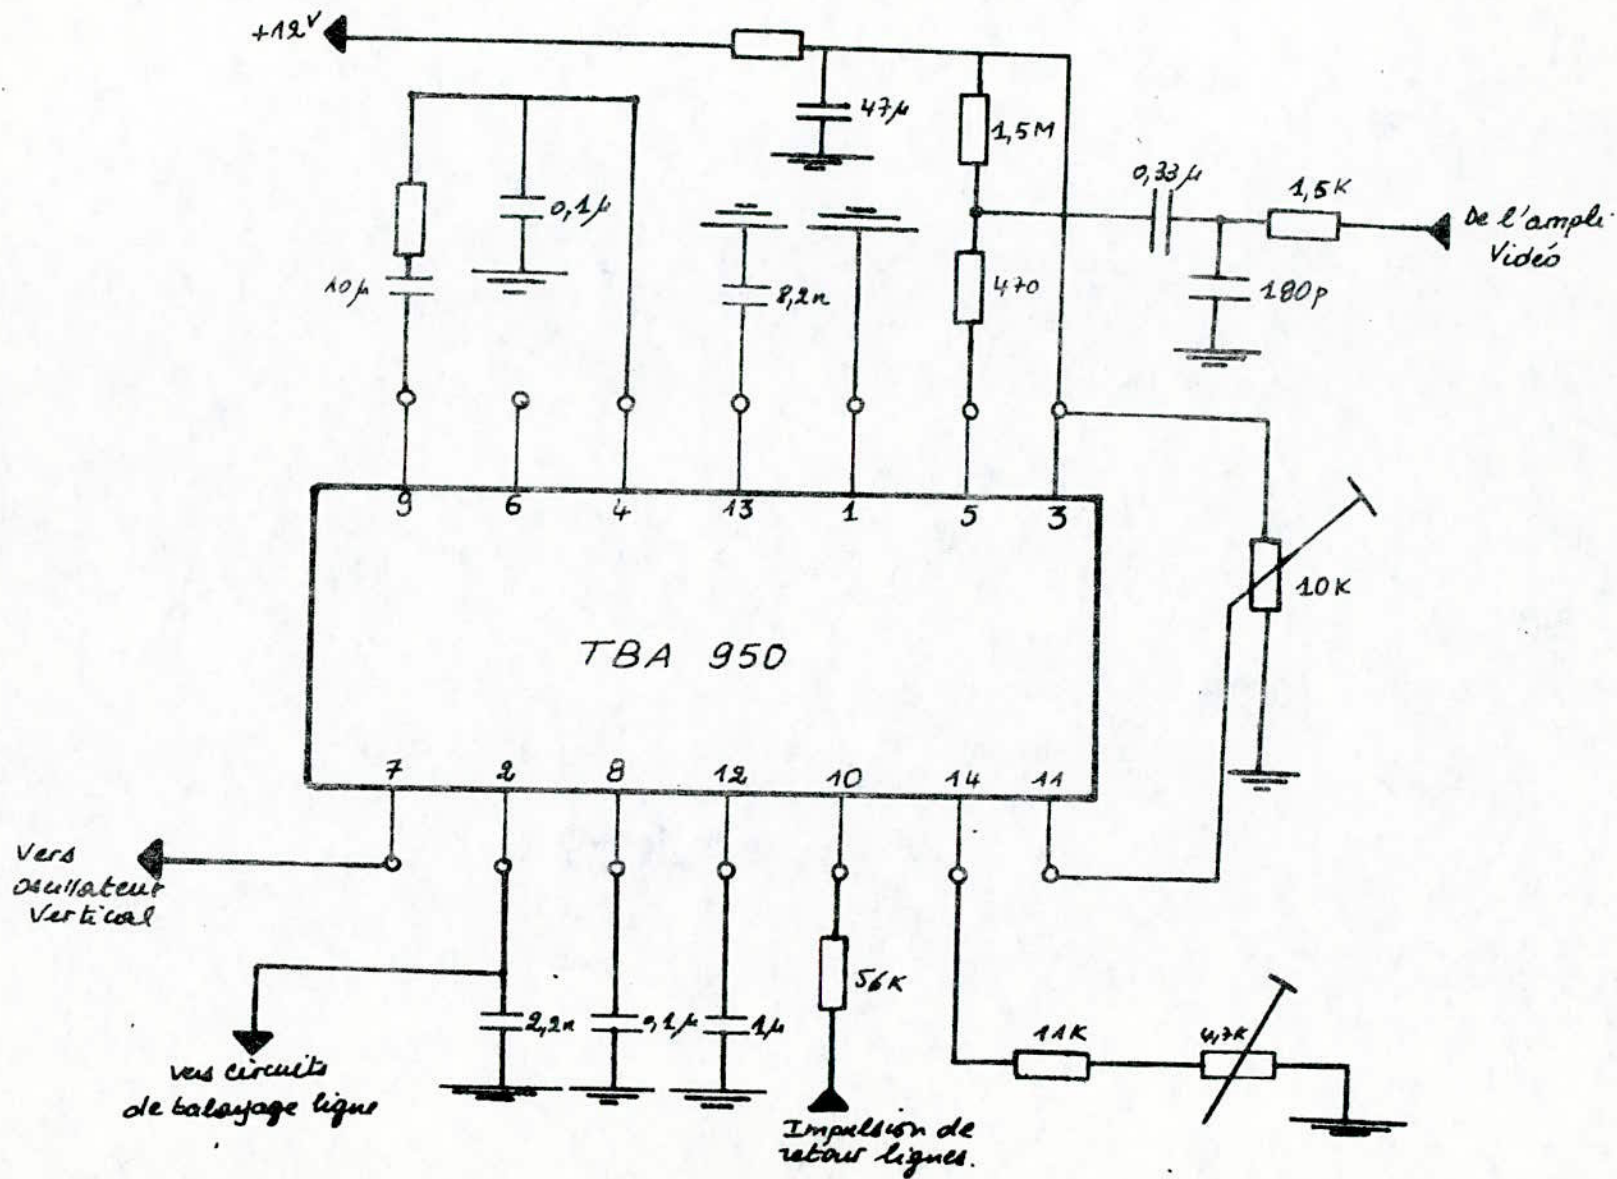 +12V
47µ
1,5M
0,33µ
1,5K
De l'ampli.
Vidéo
0,1µ
10µ
8,2n
470
180p
9
6
4
13
1
5
3
10K
TBA 950
7
2
8
12
10
14
11
Vers
oscillateur
Vertical
56K
2,2n
0,1µ
1µ
11K
4,7K
vers circuits
de balayage ligne
Impulsion de
retour lignes.